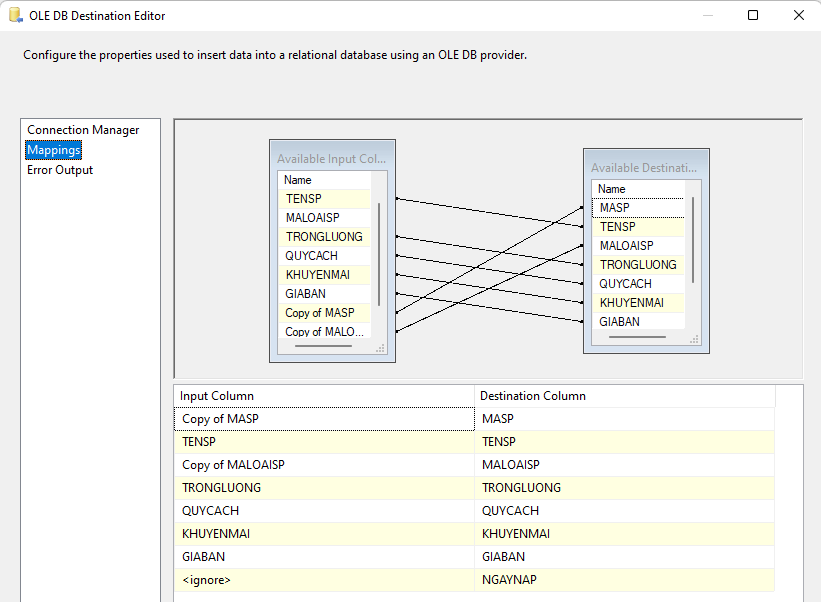 OLE DB Destination Editor
Configure the properties used to insert data into a relational database using an OLE DB provider.
Connection Manager
Mappings
Error Output
Available Input Col...
Name
TENSP
MALOAISP
TRONGLUONG
QUYCACH
KHUYENMAI
GIABAN
Copy of MASP
Copy of MALO...
Available Destinati...
Name
MASP
TENSP
MALOAISP
TRONGLUONG
QUYCACH
KHUYENMAI
GIABAN
Input Column Destination Column
Copy of MASP MASP
TENSP TENSP
Copy of MALOAISP MALOAISP
TRONGLUONG TRONGLUONG
QUYCACH QUYCACH
KHUYENMAI KHUYENMAI
GIABAN GIABAN
<ignore> NGAYNAP